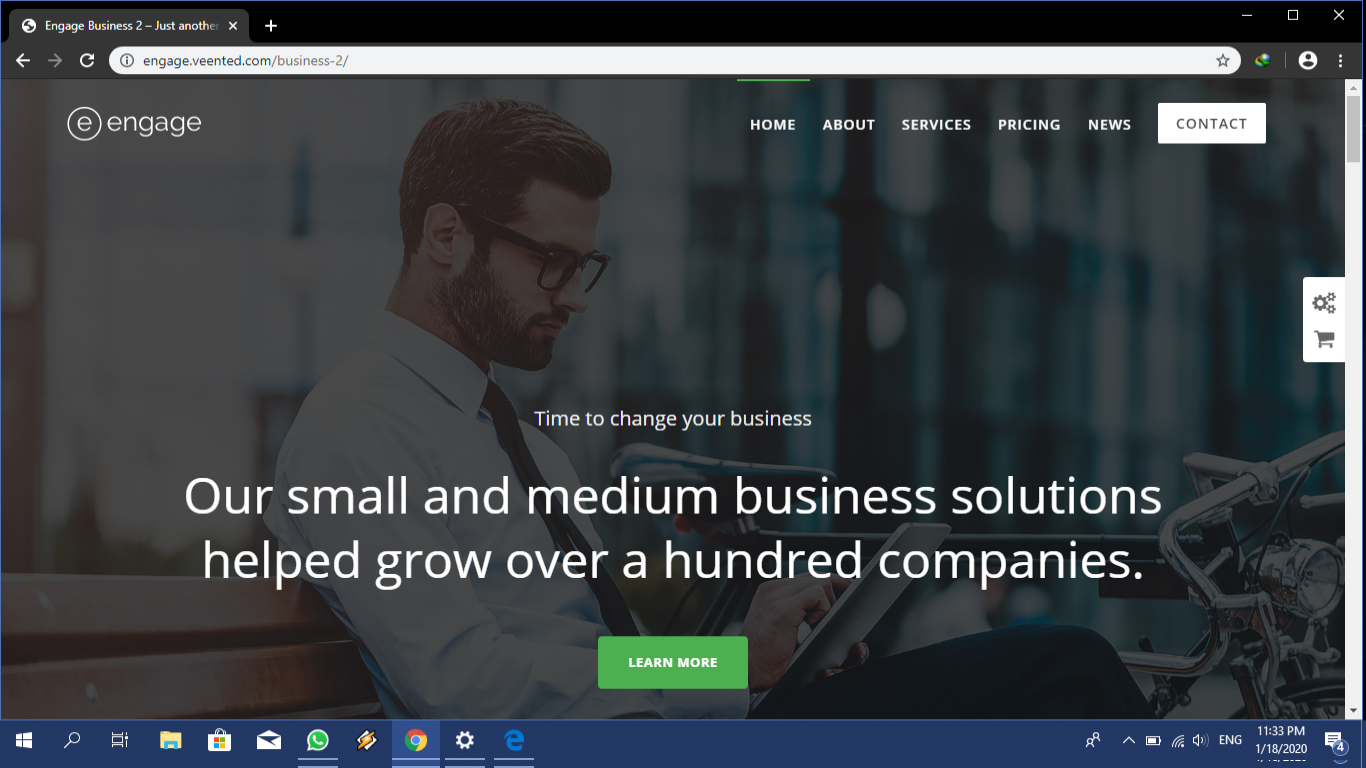 Engage Business 2 – Just another
engage.veented.com/business-2/
e engage
HOME ABOUT SERVICES PRICING NEWS CONTACT
Time to change your business
Our small and medium business solutions
helped grow over a hundred companies.
LEARN MORE
ENG
11:33 PM
1/18/2020
4